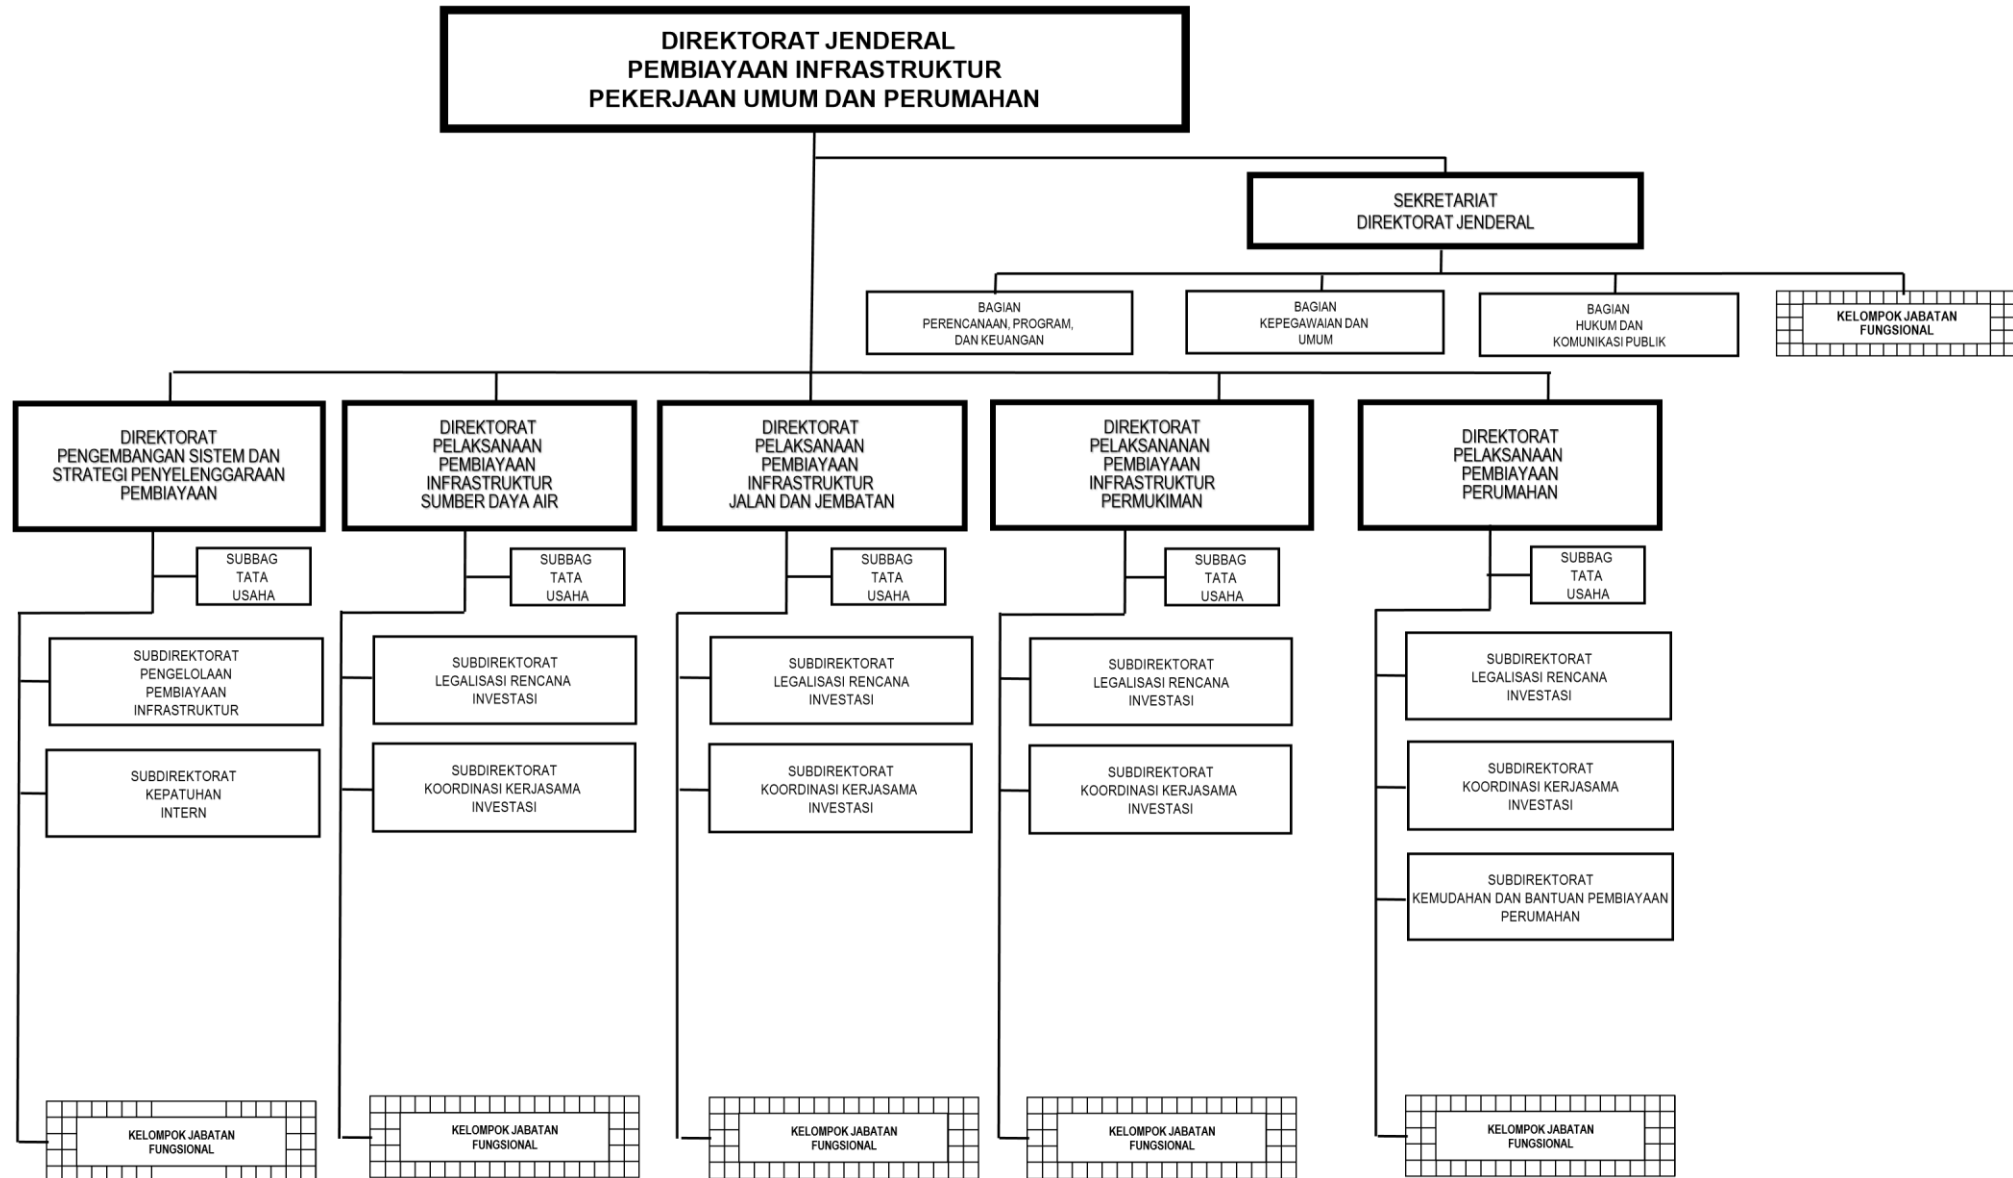 DIREKTORAT JENDERAL
PEMBIAYAAN INFRASTRUKTUR
PEKERJAAN UMUM DAN PERUMAHAN
SEKRETARIAT
DIREKTORAT JENDERAL
BAGIAN
PERENCANAAN, PROGRAM,
DAN KEUANGAN
BAGIAN
KEPEGAWAIAN DAN
UMUM
BAGIAN
HUKUM DAN
KOMUNIKASI PUBLIK
KELOMPOK JABATAN
FUNGSIONAL
DIREKTORAT
PENGEMBANGAN SISTEM DAN
STRATEGI PENYELENGGARAAN
PEMBIAYAAN
DIREKTORAT
PELAKSANAAN
PEMBIAYAAN
INFRASTRUKTUR
SUMBER DAYA AIR
DIREKTORAT
PELAKSANAAN
PEMBIAYAAN
INFRASTRUKTUR
JALAN DAN JEMBATAN
DIREKTORAT
PELAKSANANAN
PEMBIAYAAN
INFRASTRUKTUR
PERMUKIMAN
DIREKTORAT
PELAKSANAAN
PEMBIAYAAN
PERUMAHAN
SUBBAG
TATA
USAHA
SUBBAG
TATA
USAHA
SUBBAG
TATA
USAHA
SUBBAG
TATA
USAHA
SUBBAG
TATA
USAHA
SUBDIREKTORAT
PENGELOLAAN
PEMBIAYAAN
INFRASTRUKTUR
SUBDIREKTORAT
LEGALISASI RENCANA
INVESTASI
SUBDIREKTORAT
LEGALISASI RENCANA
INVESTASI
SUBDIREKTORAT
LEGALISASI RENCANA
INVESTASI
SUBDIREKTORAT
LEGALISASI RENCANA
INVESTASI
SUBDIREKTORAT
KEPATUHAN
INTERN
SUBDIREKTORAT
KOORDINASI KERJASAMA
INVESTASI
SUBDIREKTORAT
KOORDINASI KERJASAMA
INVESTASI
SUBDIREKTORAT
KOORDINASI KERJASAMA
INVESTASI
SUBDIREKTORAT
KOORDINASI KERJASAMA
INVESTASI
SUBDIREKTORAT
KEMUDAHAN DAN BANTUAN PEMBIAYAAN
PERUMAHAN
KELOMPOK JABATAN
FUNGSIONAL
KELOMPOK JABATAN
FUNGSIONAL
KELOMPOK JABATAN
FUNGSIONAL
KELOMPOK JABATAN
FUNGSIONAL
KELOMPOK JABATAN
FUNGSIONAL